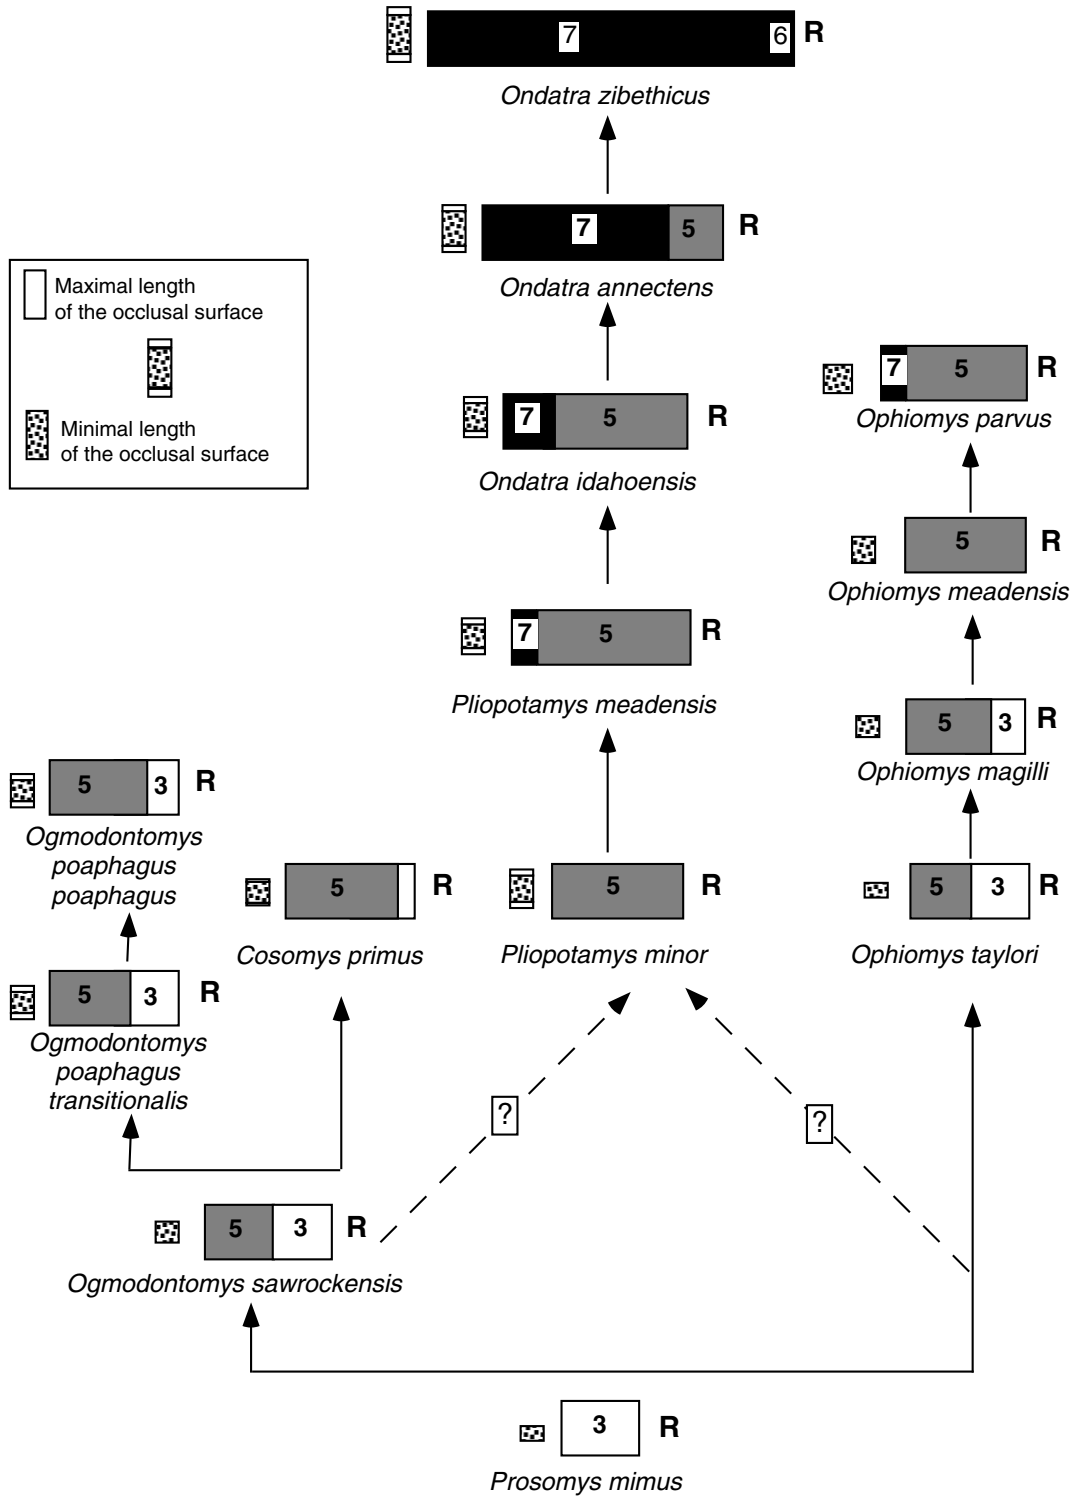 7 6 R
Ondatra zibethicus
7 5 R
Ondatra annectens
Maximal length
of the occlusal surface
Minimal length
of the occlusal surface
7 5 R
Ophiomys parvus
7 5 R
Ondatra idahoensis
5 R
Ophiomys meadensis
7 5 R
Pliopotamys meadensis
5 3 R
Ophiomys magilli
5 3 R
Ogmodontomys
poaphagus
poaphagus
5 R
Cosomys primus
5 R
Pliopotamys minor
5 3 R
Ophiomys taylori
5 3 R
Ogmodontomys
poaphagus
transitionalis
?
?
5 3 R
Ogmodontomys sawrockensis
3 R
Prosomys mimus